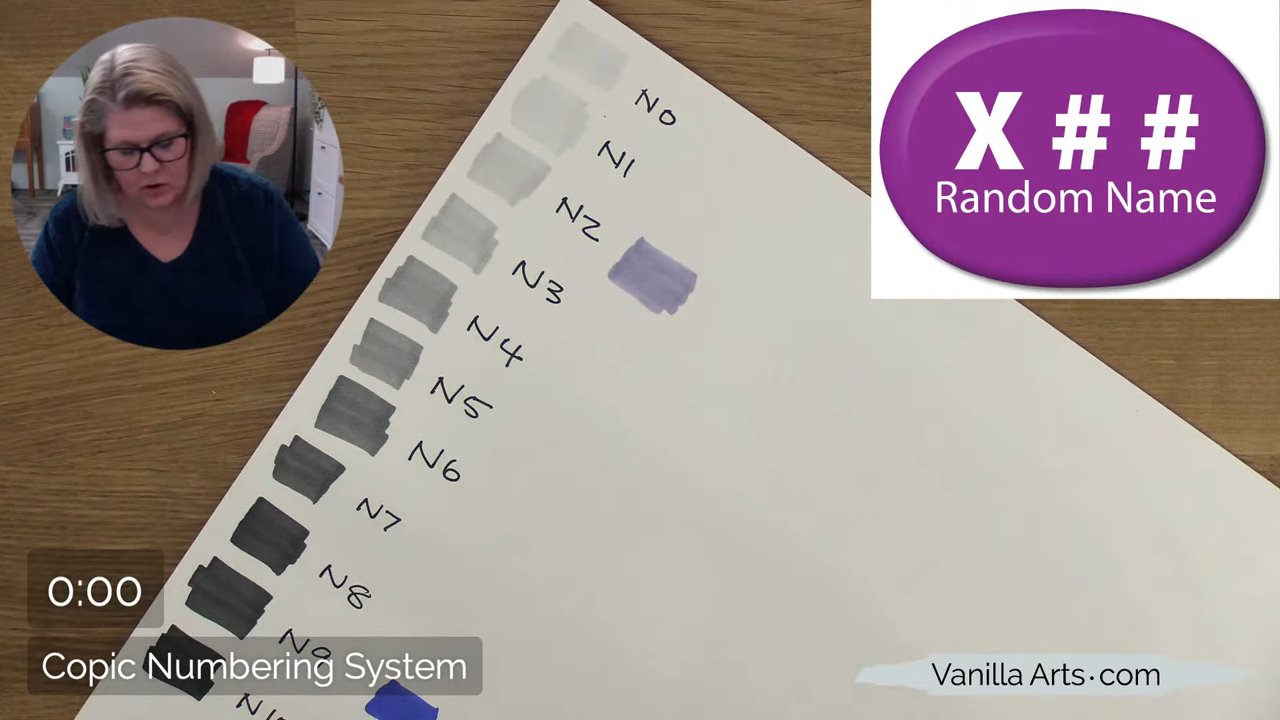 X # #
Random Name
N0
N1
N2
N3
N4
N5
N6
N7
N8
N9
N10
0:00
Copic Numbering System
Vanilla Arts.com